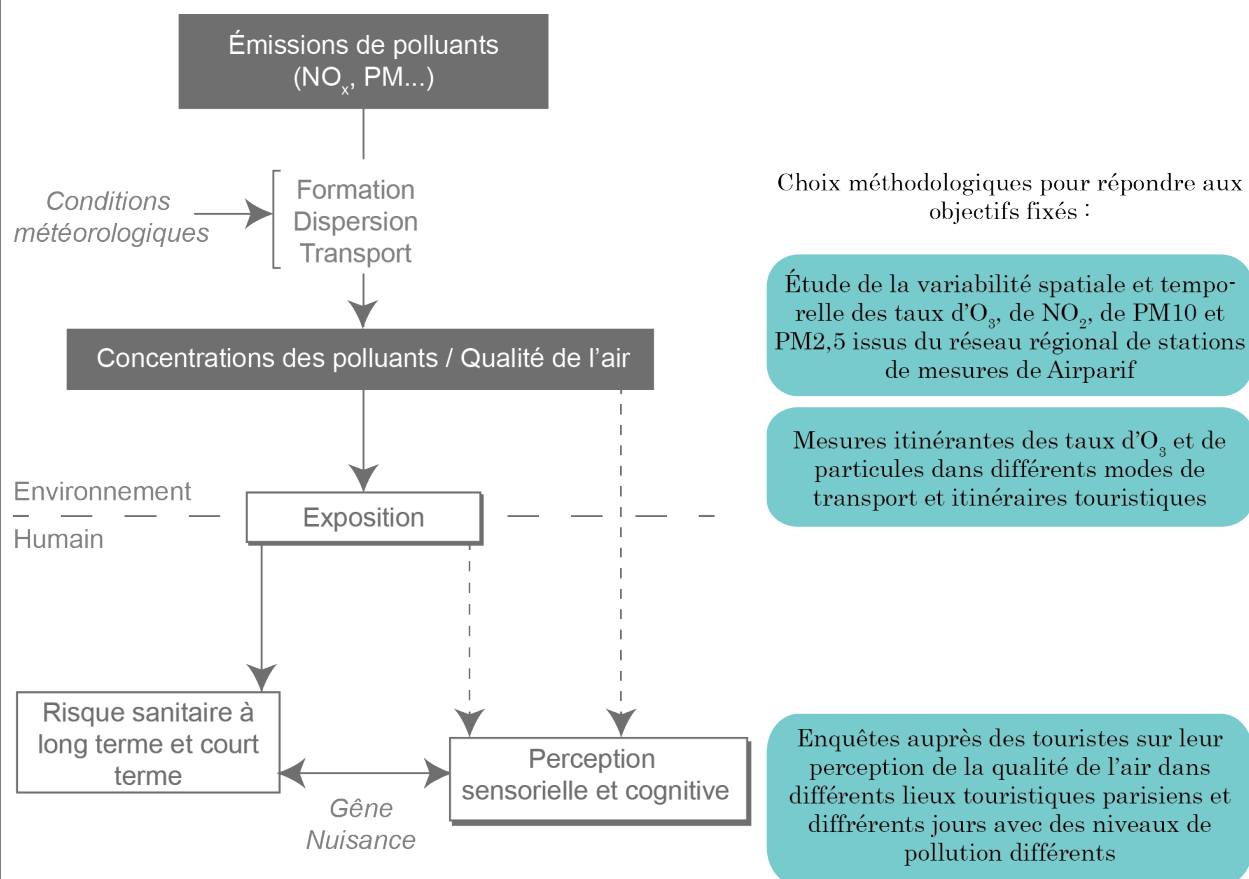 Émissions de polluants
(NOx, PM...)
Conditions
météorologiques
Formation
Dispersion
Transport
Concentrations des polluants / Qualité de l'air
Environnement
Humain
Exposition
Risque sanitaire à
long terme et court
terme
Gêne
Nuisance
Perception
sensorielle et cognitive
Choix méthodologiques pour répondre aux
objectifs fixés :
Étude de la variabilité spatiale et tempo-
relle des taux d'O3, de NO2, de PM10 et
PM2,5 issus du réseau régional de stations
de mesures de Airparif
Mesures itinérantes des taux d'O3 et de
particules dans différents modes de
transport et itinéraires touristiques
Enquêtes auprès des touristes sur leur
perception de la qualité de l'air dans
différents lieux touristiques parisiens et
diffrérents jours avec des niveaux de
pollution différents